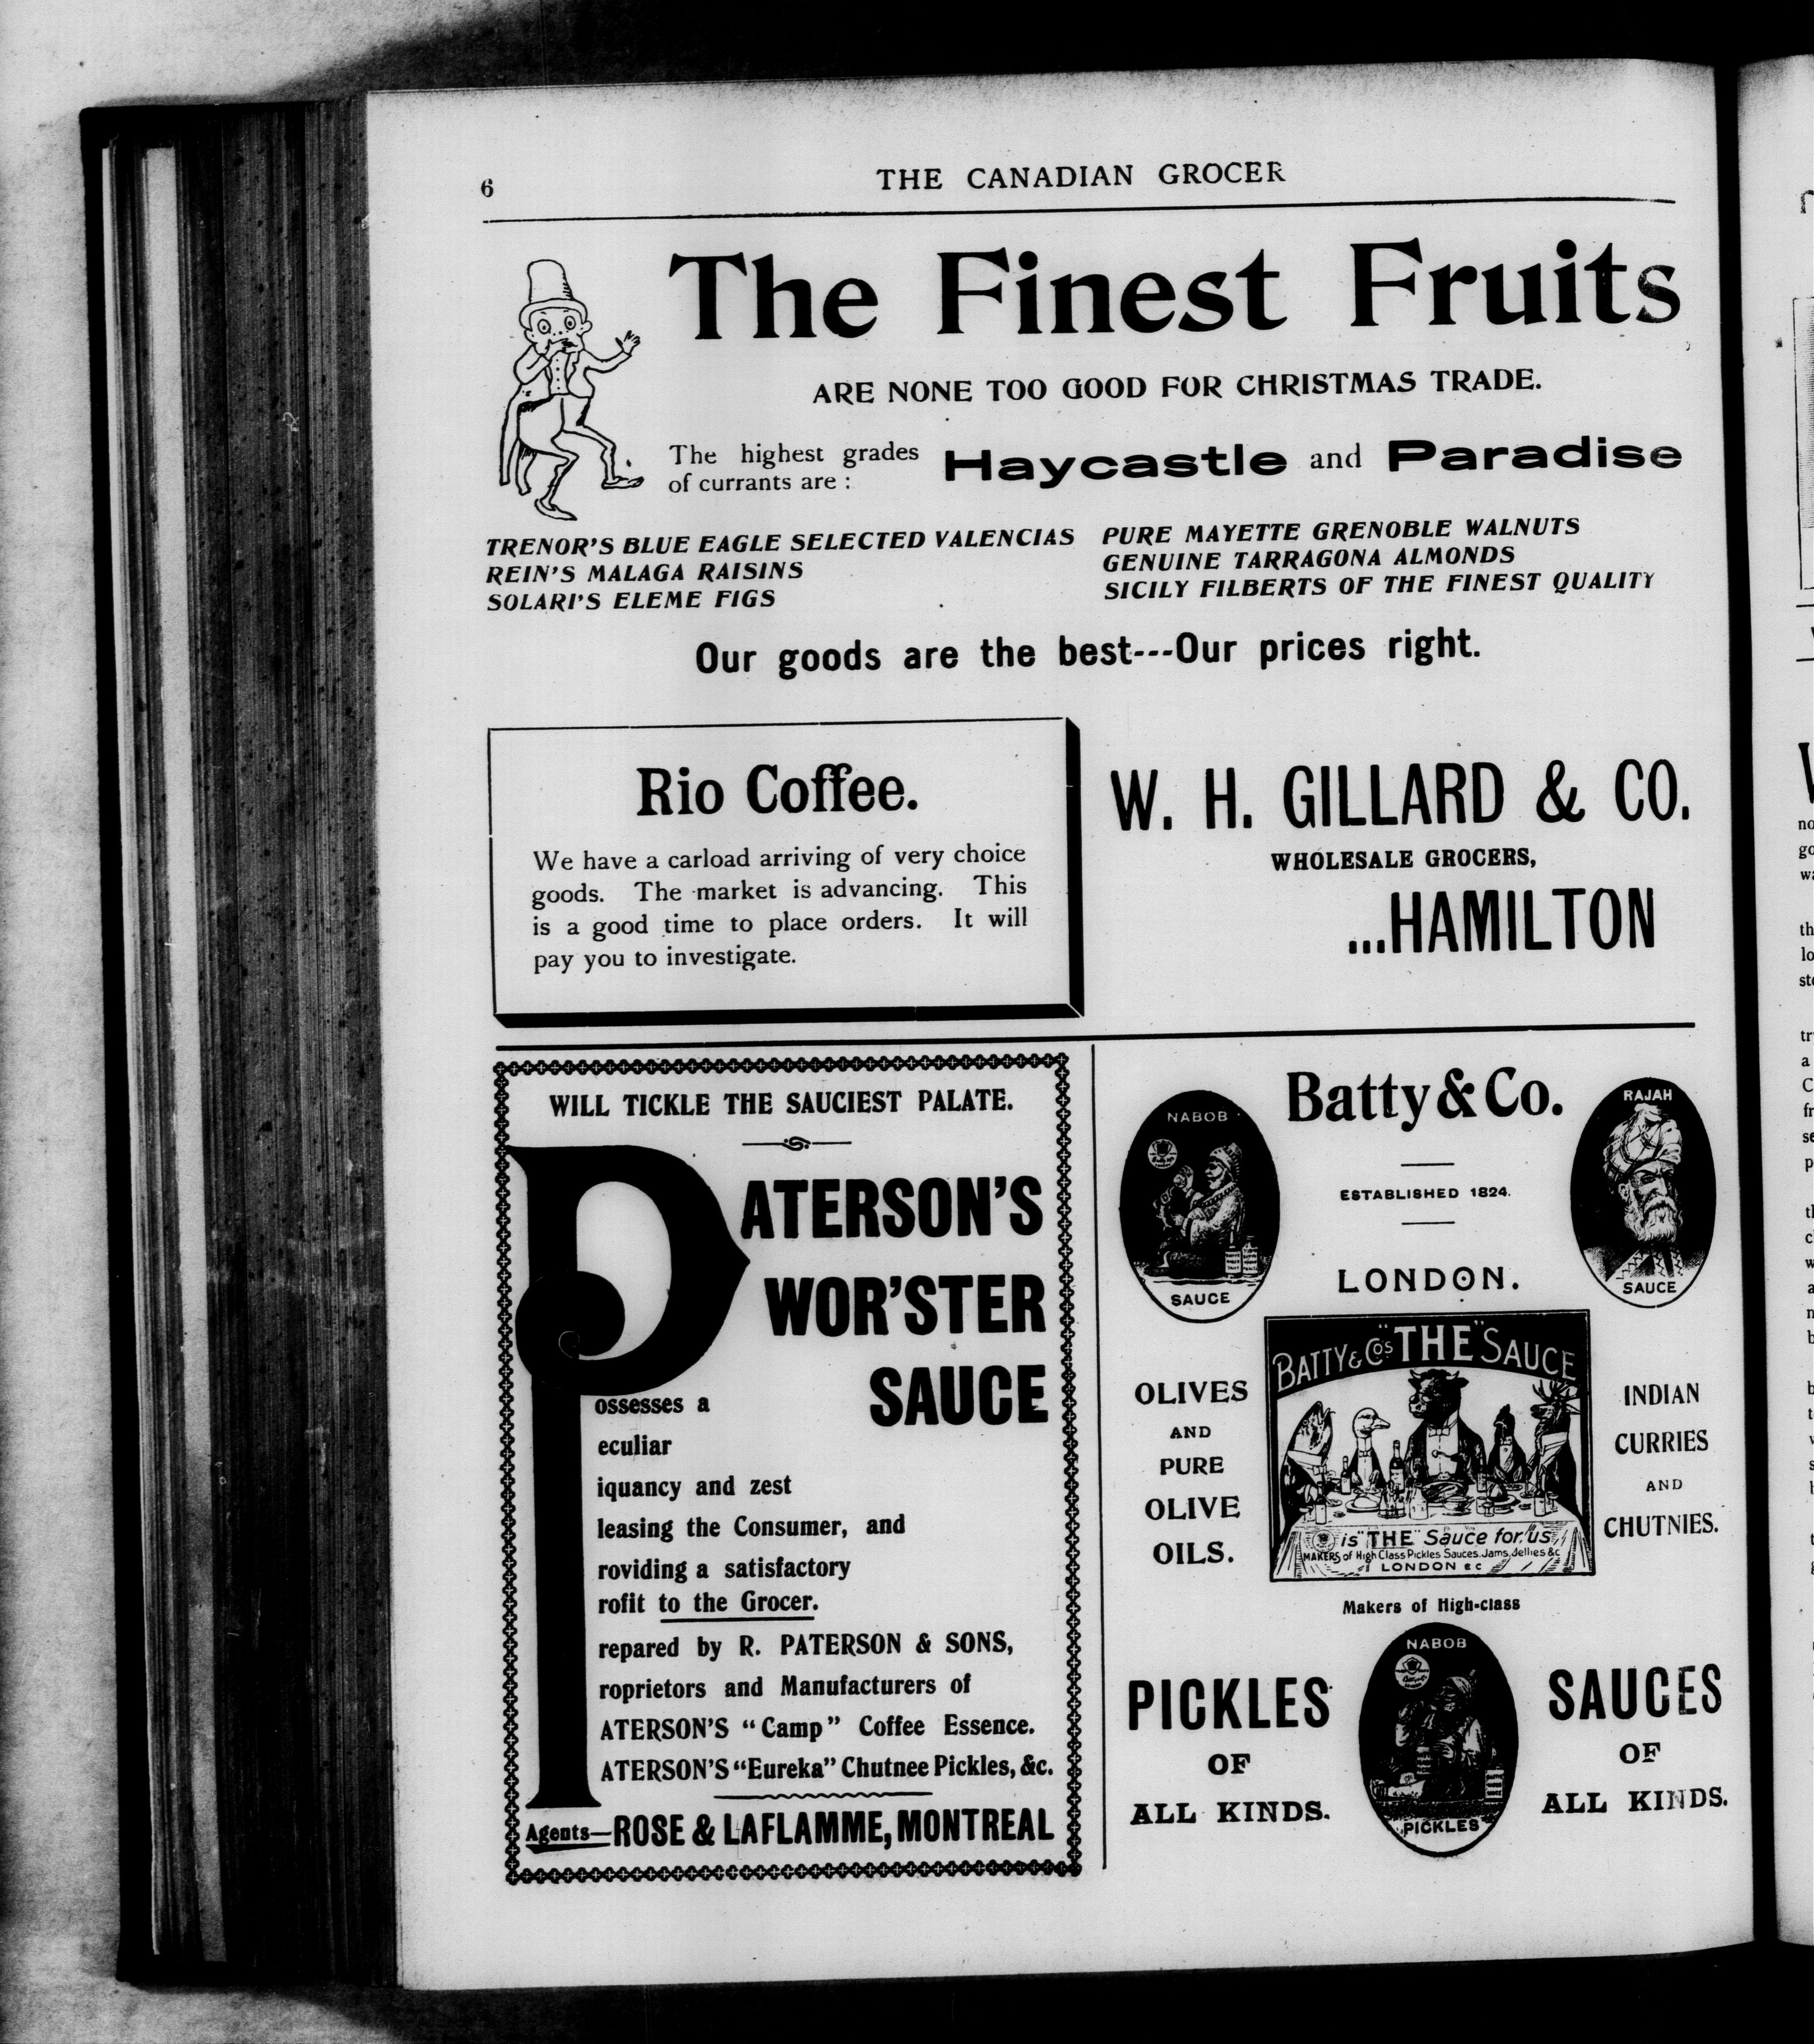 6
THE CANADIAN GROCER
The Finest Fruits
ARE NONE TOO GOOD FOR CHRISTMAS TRADE.
The highest grades
of currants are :
Haycastle and Paradise
TRENOR'S BLUE EAGLE SELECTED VALENCIAS
REIN'S MALAGA RAISINS
SOLARI'S ELEME FIGS
PURE MAYETTE GRENOBLE WALNUTS
GENUINE TARRAGONA ALMONDS
SICILY FILBERTS OF THE FINEST QUALITY
Our goods are the best---Our prices right.
Rio Coffee.
We have a carload arriving of very choice
goods. The market is advancing. This
is a good time to place orders. It will
pay you to investigate.
W. H. GILLARD & CO.
WHOLESALE GROCERS,
...HAMILTON
WILL TICKLE THE SAUCIEST PALATE.
PATERSON'S
WOR'STER
SAUCE
ossesses a
eculiar
iquancy and zest
leasing the Consumer, and
roviding a satisfactory
rofit to the Grocer.
repared by R. PATERSON & SONS,
roprietors and Manufacturers of
ATERSON'S "Camp" Coffee Essence.
ATERSON'S "Eureka" Chutnee Pickles, &c.
Agents—ROSE & LAFLAMME, MONTREAL
Batty & Co.
ESTABLISHED 1824.
LONDON.
NABOB
SAUCE
RAJAH
SAUCE
OLIVES
AND
PURE
OLIVE
OILS.
BATTY & Co's "THE" SAUCE
is "THE" Sauce for us
MAKERS of High Class Pickles Sauces, Jams, Jellies &c
LONDON EC
INDIAN
CURRIES
AND
CHUTNIES.
Makers of High-class
PICKLES
OF
ALL KINDS.
NABOB
PICKLES
SAUCES
OF
ALL KINDS.